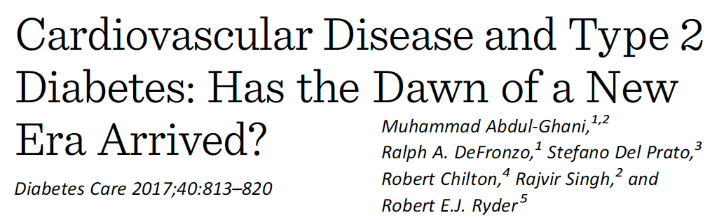 Cardiovascular Disease and Type 2
Diabetes: Has the Dawn of a New
Era Arrived?
Diabetes Care 2017;40:813–820
Muhammad Abdul-Ghani,1,2
Ralph A. DeFronzo,1 Stefano Del Prato,3
Robert Chilton,4 Rajvir Singh,2 and
Robert E.J. Ryder5